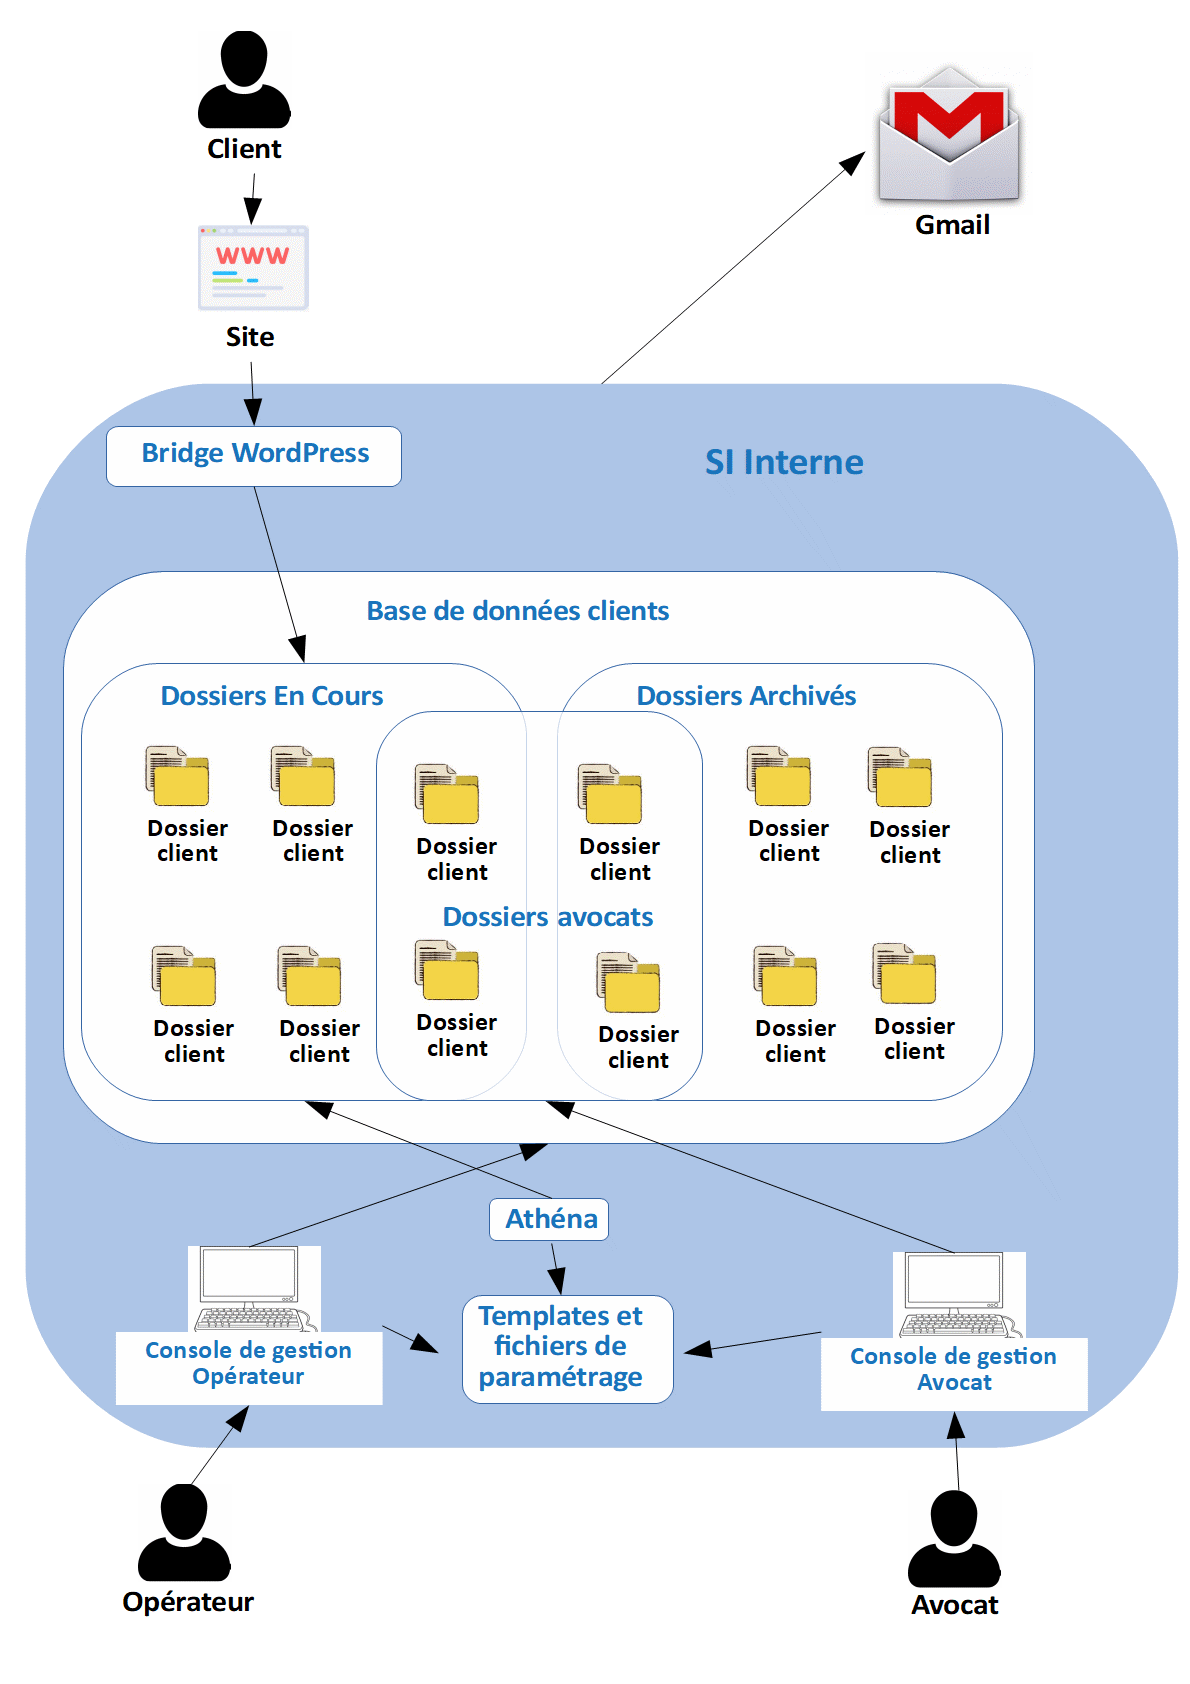 Client
Gmail
WWW
Site
Bridge WordPress
SI Interne
Base de données clients
Dossiers En Cours
Dossiers Archivés
Dossier
client
Dossier
client
Dossier
client
Dossier
client
Dossier
client
Dossier
client
Dossiers avocats
Dossier
client
Dossier
client
Dossier
client
Dossier
client
Dossier
client
Dossier
client
Athéna
Templates et
fichiers de
paramétrage
Console de gestion
Opérateur
Console de gestion
Avocat
Opérateur
Avocat